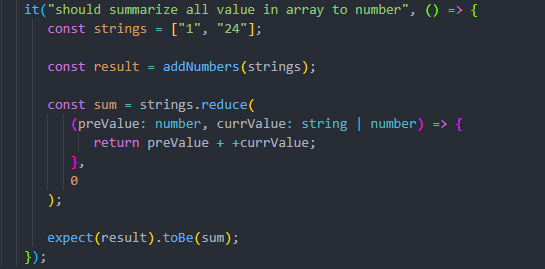 it("should summarize all value in array to number", () => {
const strings = ["1", "24"];
const result = addNumbers(strings);
const sum = strings.reduce(
(preValue: number, currValue: string | number) => {
return preValue + +currValue;
},
0
);
expect(result).toBe(sum);
});